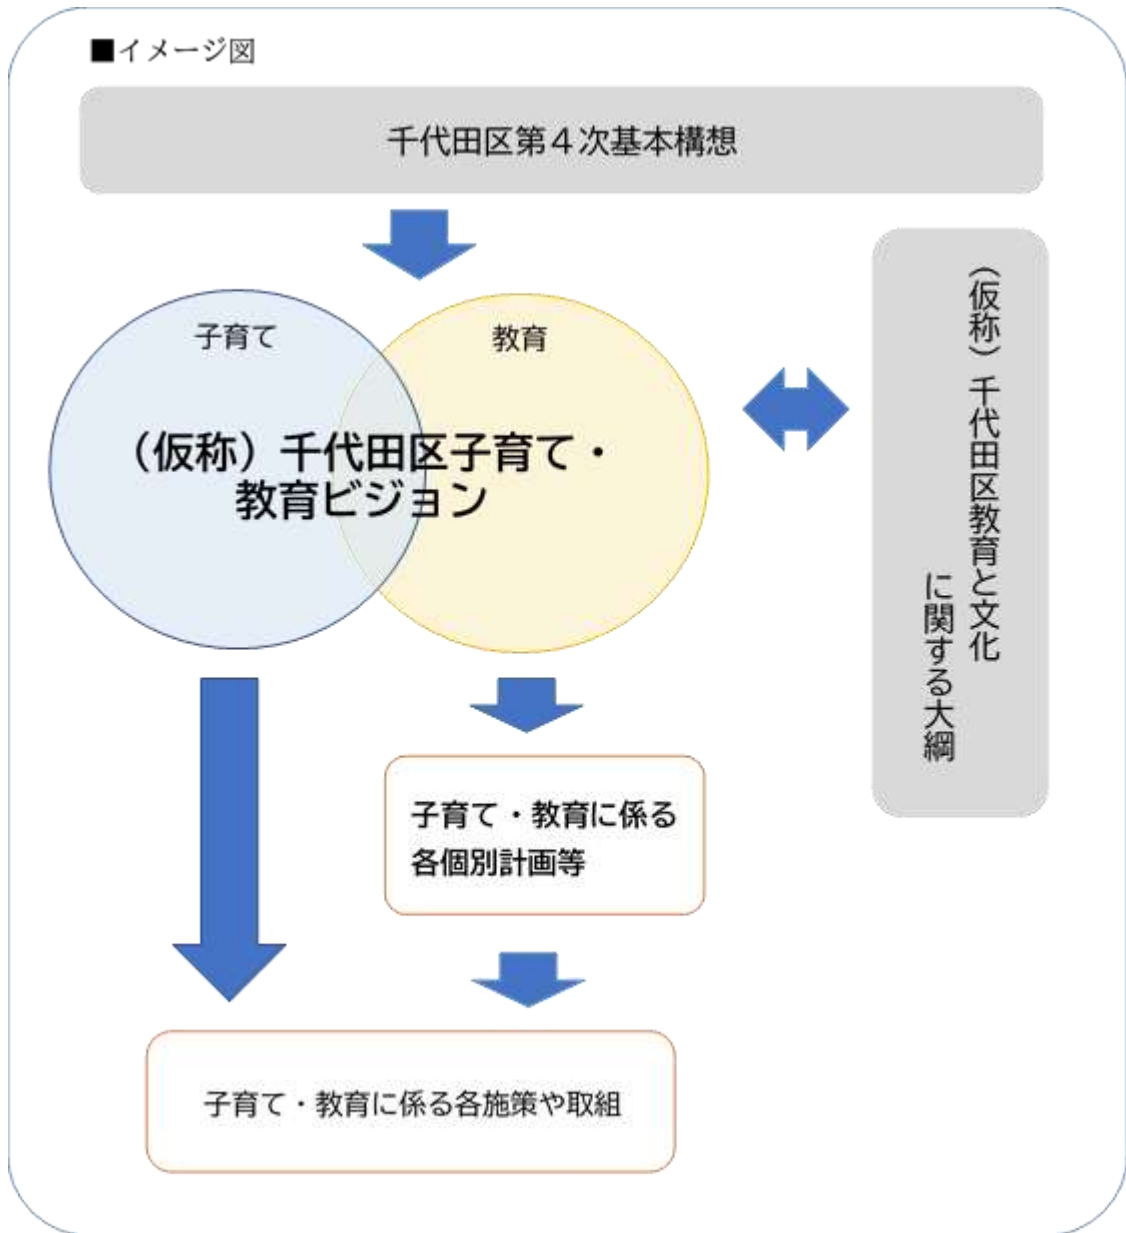 ■イメージ図
千代田区第４次基本構想
子育て
教育
（仮称）千代田区子育て・
教育ビジョン
（仮称）千代田区教育と文化
に関する大綱
子育て・教育に係る
各個別計画等
子育て・教育に係る各施策や取組